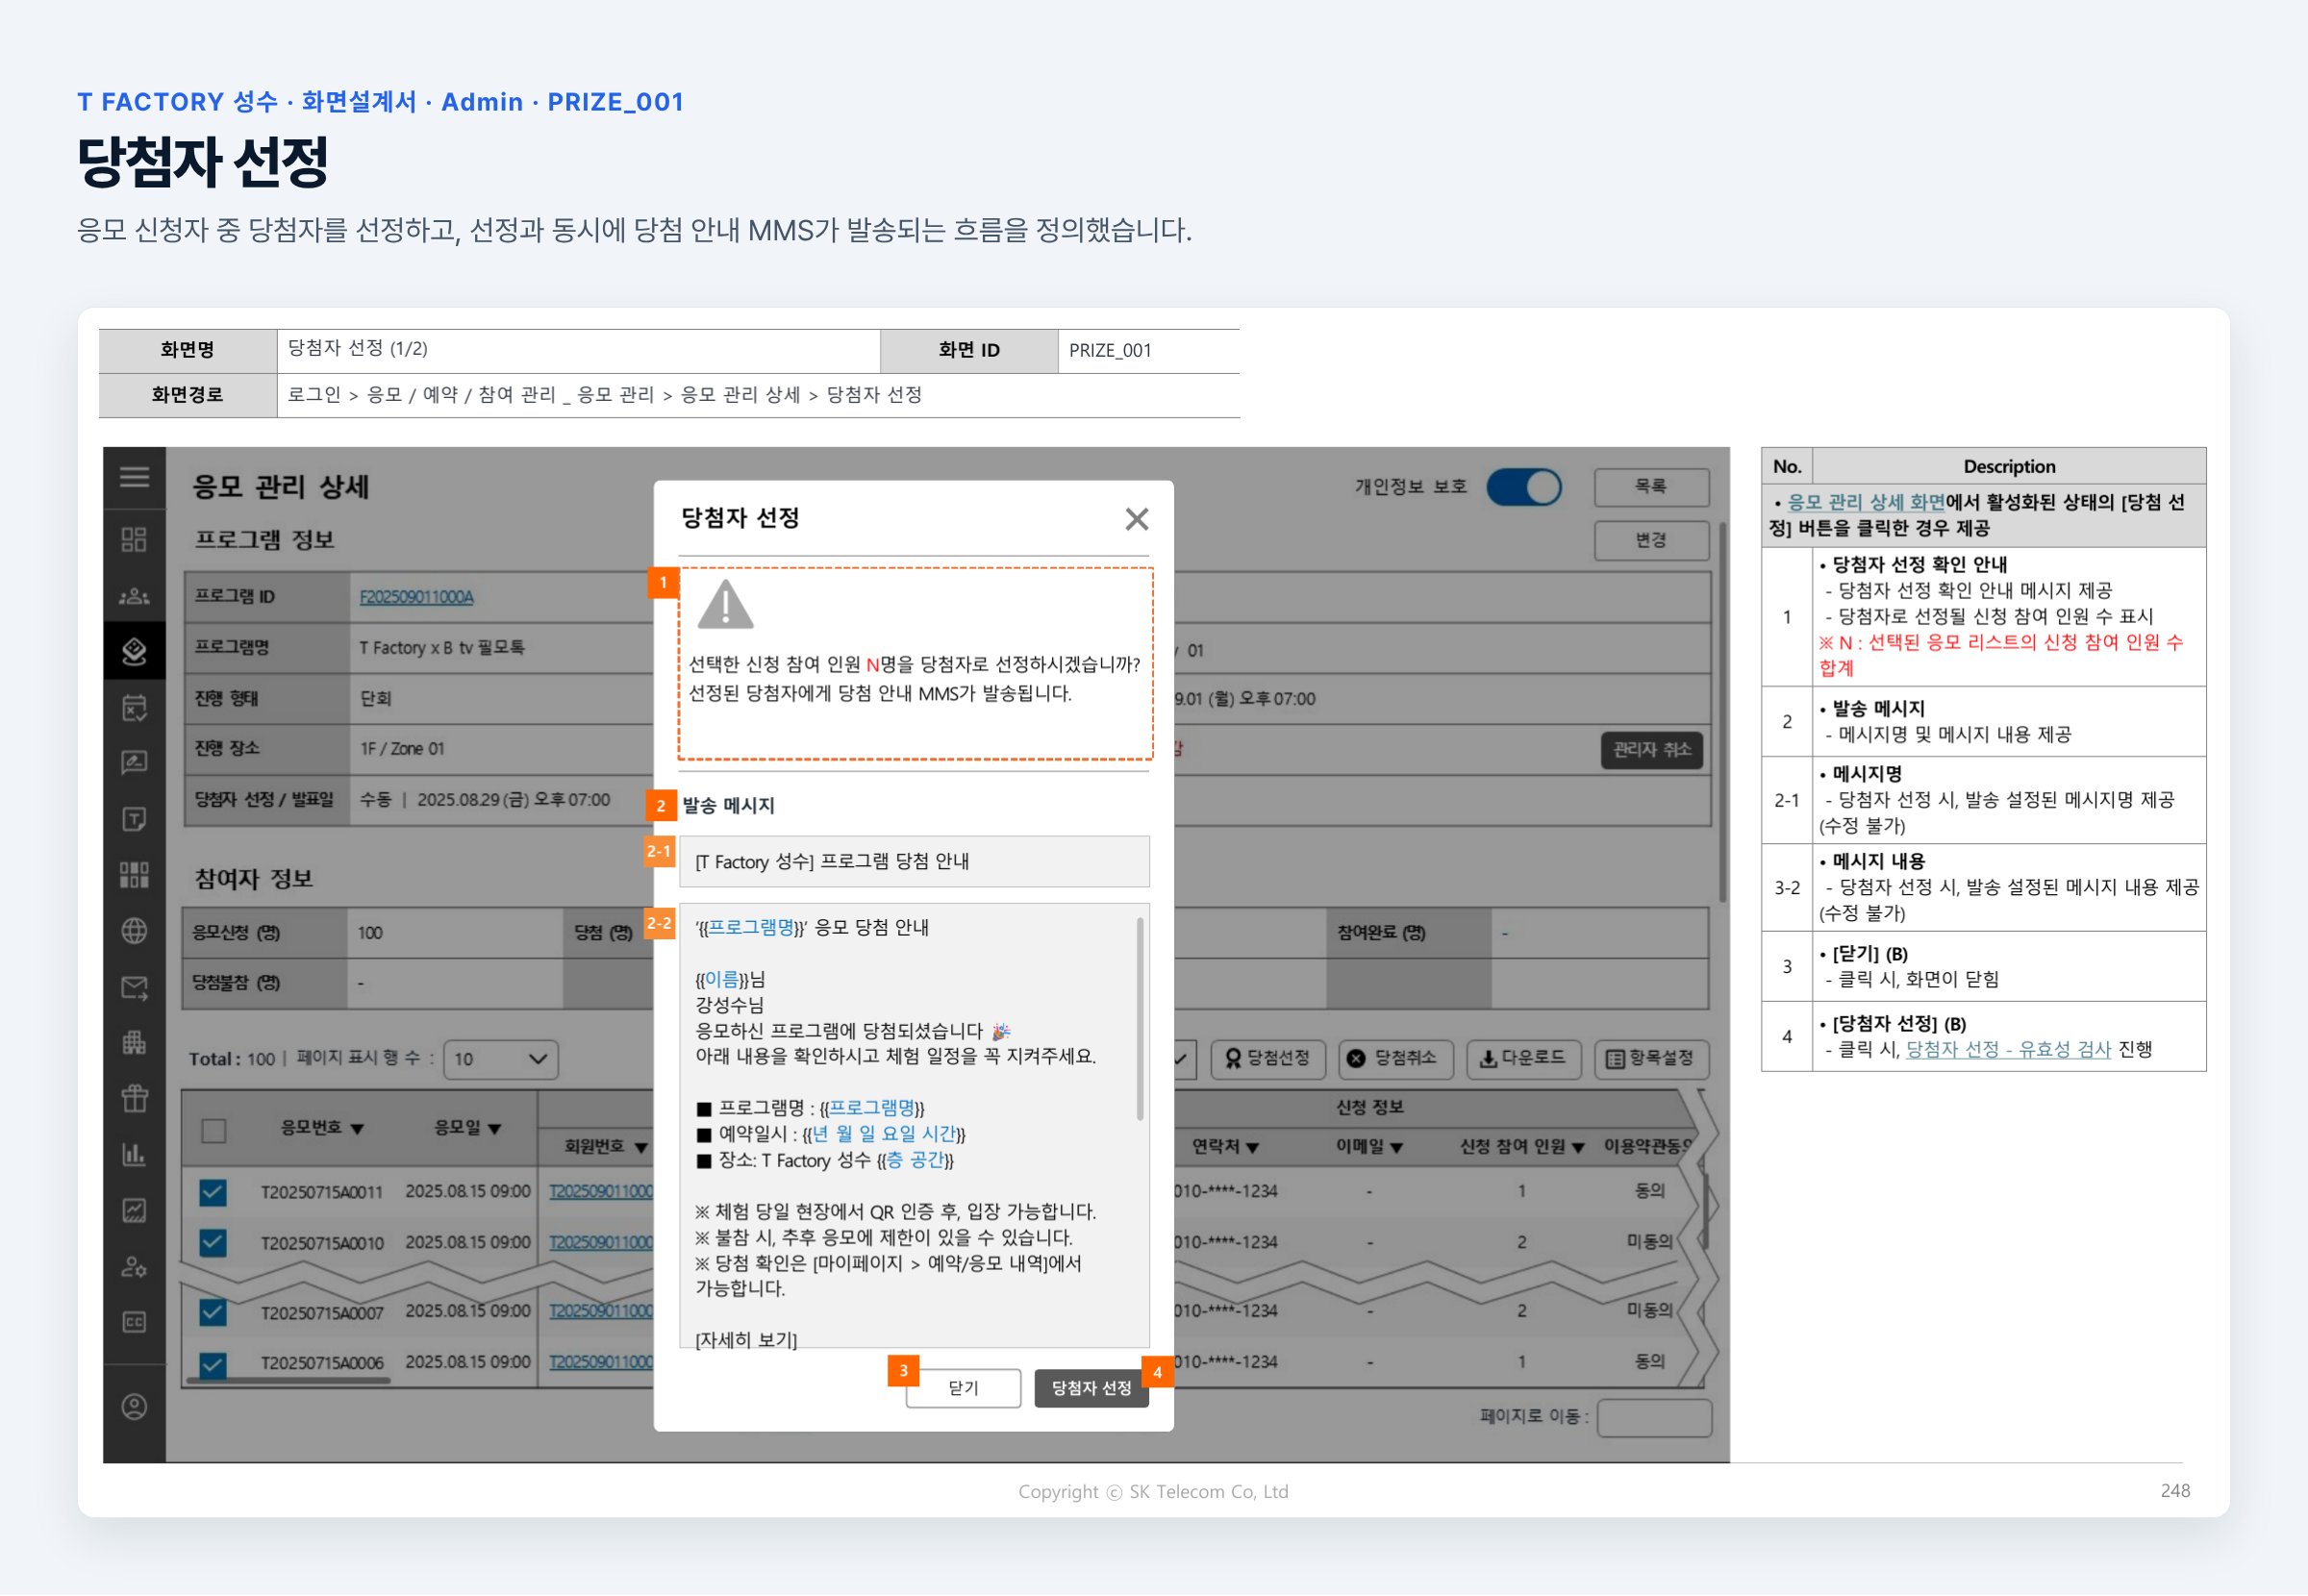 T FACTORY 성수 · 화면설계서 · Admin · PRIZE_001
당첨자 선정
응모 신청자 중 당첨자를 선정하고, 선정과 동시에 당첨 안내 MMS가 발송되는 흐름을 정의했습니다.
화면명 당첨자 선정 (1/2) 화면 ID PRIZE_001
화면경로 로그인 > 응모 / 예약 / 참여 관리 _ 응모 관리 > 응모 관리 상세 > 당첨자 선정
응모 관리 상세
개인정보 보호 목록
프로그램 정보
변경
프로그램 ID F202509011000A
프로그램명 T Factory x B tv 필모톡
01
진행 형태 단회
9.01 (월) 오후 07:00
진행 장소 1F / Zone 01
관리자 취소
당첨자 선정 / 발표일 수동 | 2025.08.29 (금) 오후 07:00
참여자 정보
응모신청 (명) 100 당첨 (명) 참여완료 (명) -
당첨불참 (명) -
Total : 100 | 페이지 표시 행 수 : 10
당첨선정 당첨취소 다운로드 항목설정
신청 정보
응모번호 ▼ 응모일 ▼ 회원번호 ▼ 연락처 ▼ 이메일 ▼ 신청 참여 인원 ▼ 이용약관동의
T20250715A0011 2025.08.15 09:00 T202509011000 010-****-1234 - 1 동의
T20250715A0010 2025.08.15 09:00 T202509011000 010-****-1234 - 2 미동의
T20250715A0007 2025.08.15 09:00 T202509011000 010-****-1234 - 2 미동의
T20250715A0006 2025.08.15 09:00 T202509011000 010-****-1234 - 1 동의
페이지로 이동 :
당첨자 선정
1
선택한 신청 참여 인원 N명을 당첨자로 선정하시겠습니까?
선정된 당첨자에게 당첨 안내 MMS가 발송됩니다.
2 발송 메시지
2-1 [T Factory 성수] 프로그램 당첨 안내
2-2 '{{프로그램명}}' 응모 당첨 안내
{{이름}}님
강성수님
응모하신 프로그램에 당첨되셨습니다 🎉
아래 내용을 확인하시고 체험 일정을 꼭 지켜주세요.
■ 프로그램명 : {{프로그램명}}
■ 예약일시 : {{년 월 일 요일 시간}}
■ 장소: T Factory 성수 {{층 공간}}
※ 체험 당일 현장에서 QR 인증 후, 입장 가능합니다.
※ 불참 시, 추후 응모에 제한이 있을 수 있습니다.
※ 당첨 확인은 [마이페이지 > 예약/응모 내역]에서
가능합니다.
[자세히 보기]
3 닫기 당첨자 선정 4
No. Description
• 응모 관리 상세 화면에서 활성화된 상태의 [당첨 선
정] 버튼을 클릭한 경우 제공
1
• 당첨자 선정 확인 안내
- 당첨자 선정 확인 안내 메시지 제공
- 당첨자로 선정될 신청 참여 인원 수 표시
※ N : 선택된 응모 리스트의 신청 참여 인원 수
합계
2
• 발송 메시지
- 메시지명 및 메시지 내용 제공
2-1
• 메시지명
- 당첨자 선정 시, 발송 설정된 메시지명 제공
(수정 불가)
3-2
• 메시지 내용
- 당첨자 선정 시, 발송 설정된 메시지 내용 제공
(수정 불가)
3
• [닫기] (B)
- 클릭 시, 화면이 닫힘
4
• [당첨자 선정] (B)
- 클릭 시, 당첨자 선정 - 유효성 검사 진행
Copyright ⓒ SK Telecom Co, Ltd
248